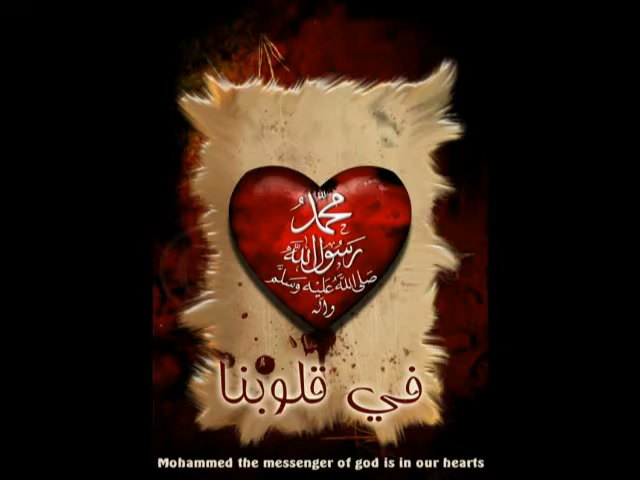 محمد
رسول الله
صلى الله عليه وسلم
وآله
في قلوبنا
Mohammed the messenger of god is in our hearts